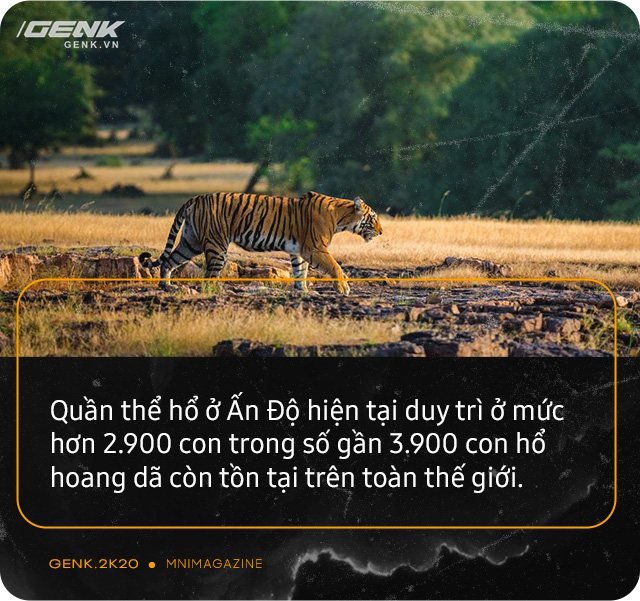 /GENK
GENK.VN
Quần thể hổ ở Ấn Độ hiện tại duy trì ở mức
hơn 2.900 con trong số gần 3.900 con hổ
hoang dã còn tồn tại trên toàn thế giới.
GENK.2K20 • MNIMAGAZINE